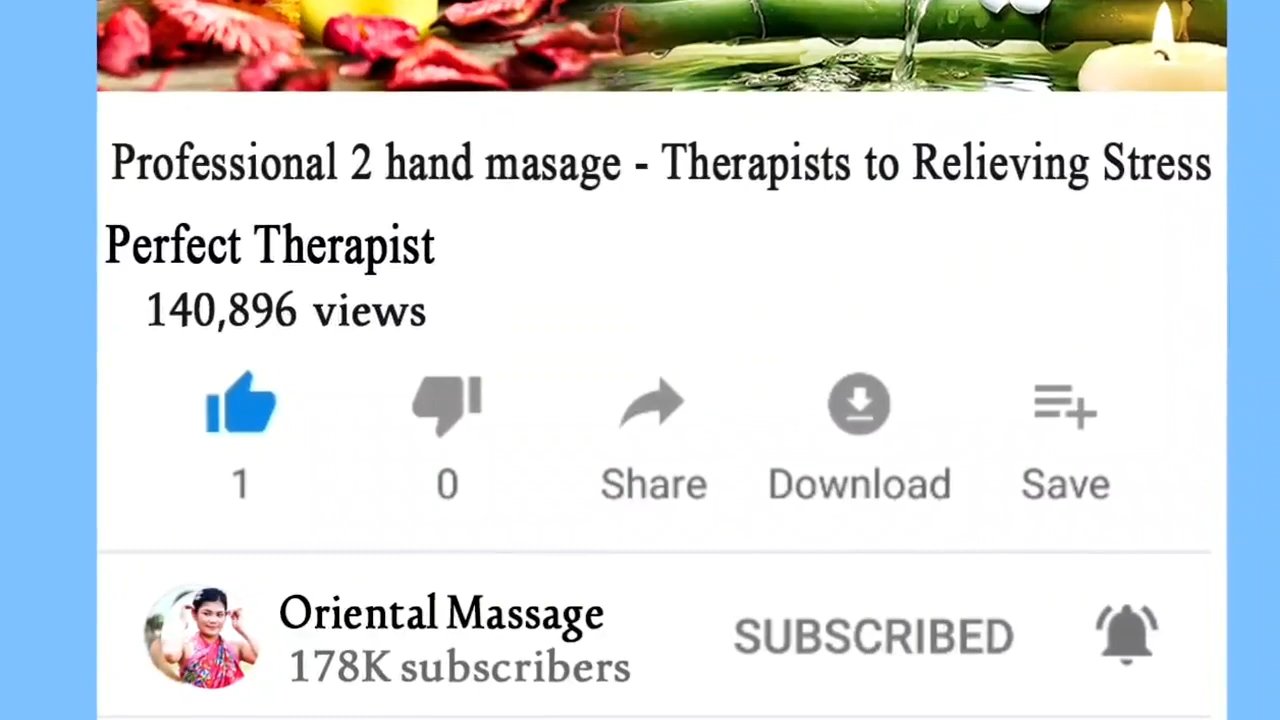 Professional 2 hand masage - Therapists to Relieving Stress
Perfect Therapist
140,896 views
1 0 Share Download Save
Oriental Massage SUBSCRIBED
178K subscribers